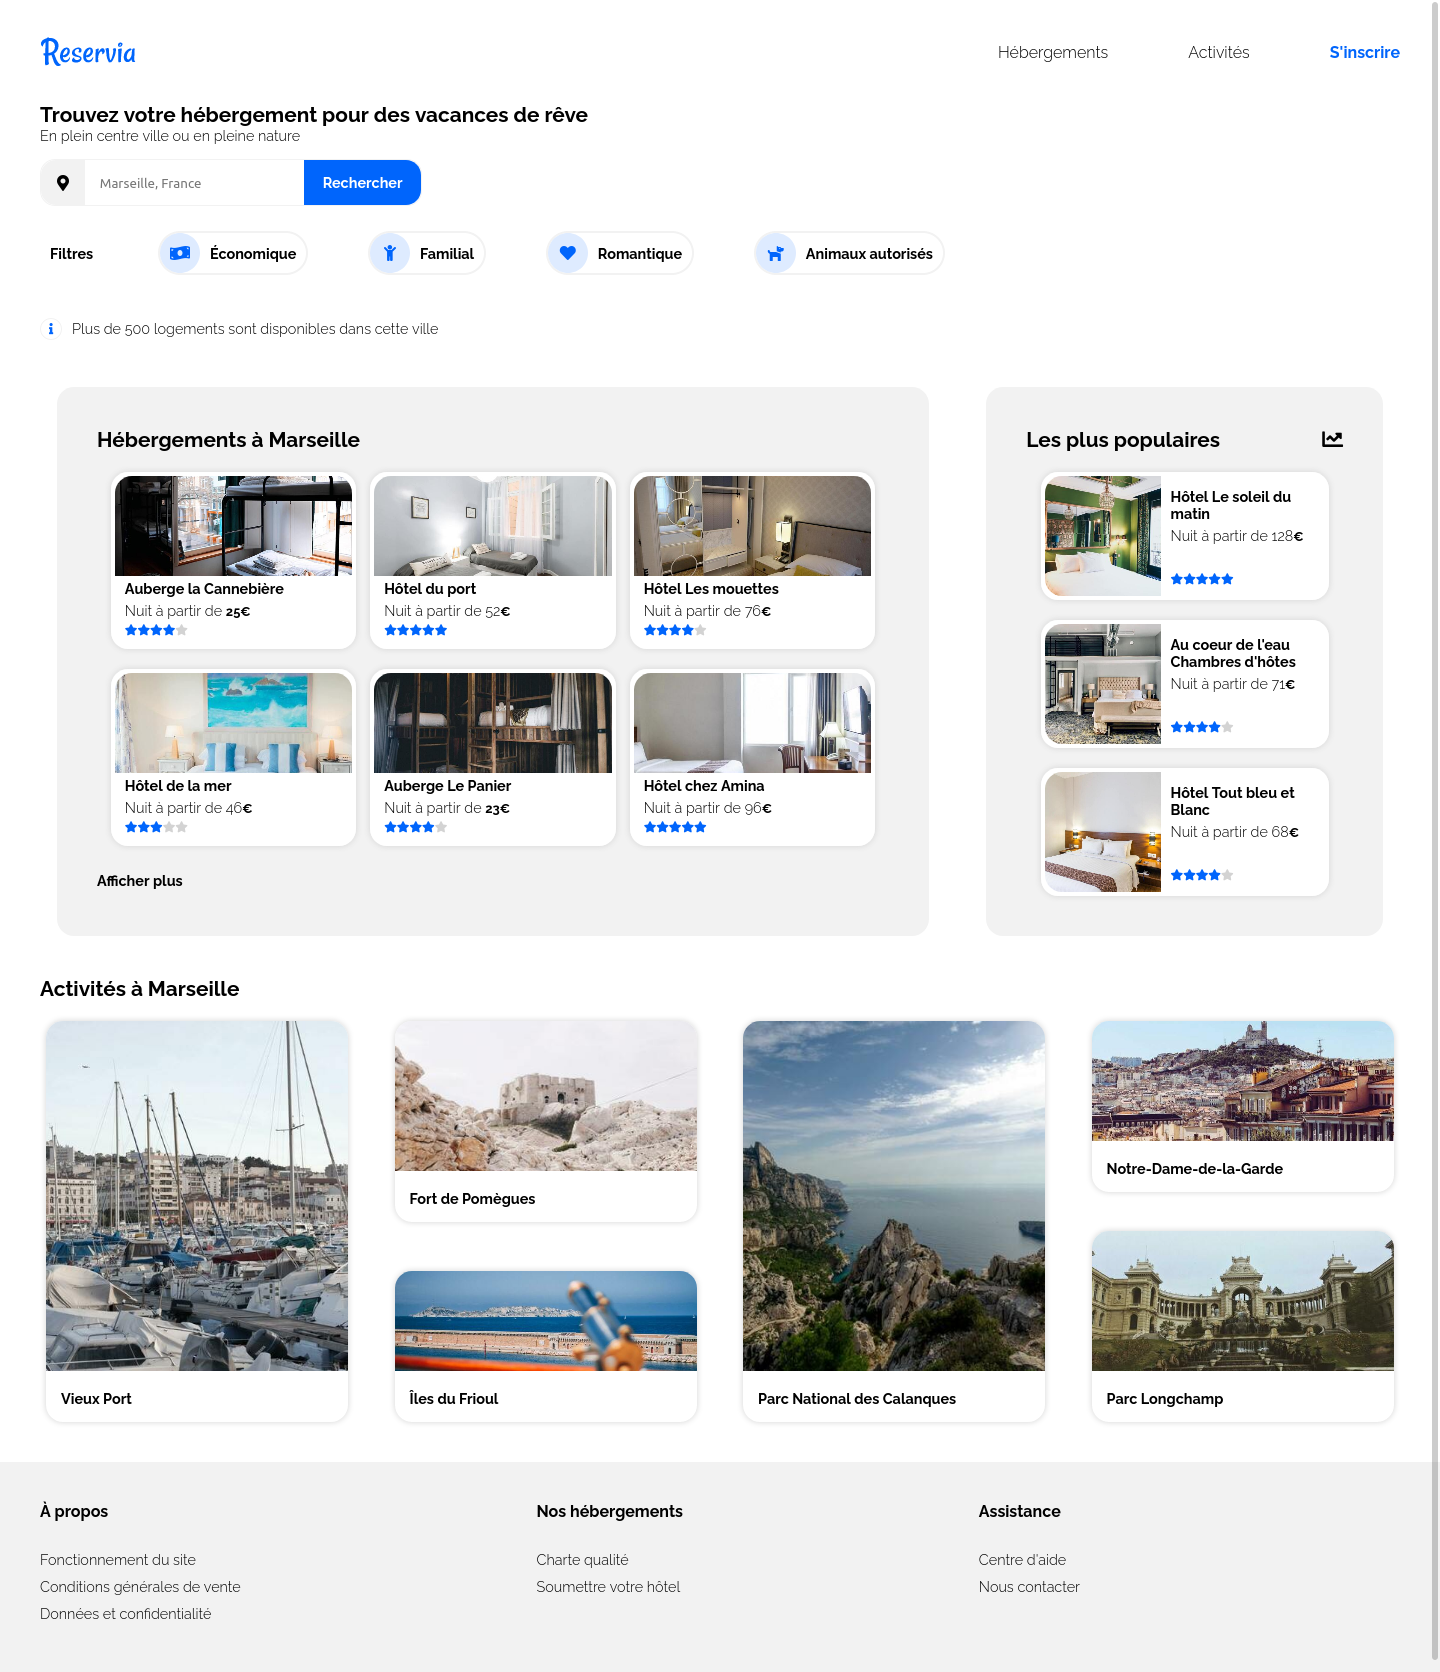 Reservia
Hébergements
Activités
S'inscrire
Trouvez votre hébergement pour des vacances de rêve
En plein centre ville ou en pleine nature
Marseille, France
Rechercher
Filtres
Économique
Familial
Romantique
Animaux autorisés
Plus de 500 logements sont disponibles dans cette ville
Hébergements à Marseille
Auberge la Cannebière
Nuit à partir de 25€
Hôtel du port
Nuit à partir de 52€
Hôtel Les mouettes
Nuit à partir de 76€
Hôtel de la mer
Nuit à partir de 46€
Auberge Le Panier
Nuit à partir de 23€
Hôtel chez Amina
Nuit à partir de 96€
Afficher plus
Les plus populaires
Hôtel Le soleil du
matin
Nuit à partir de 128€
Au coeur de l'eau
Chambres d'hôtes
Nuit à partir de 71€
Hôtel Tout bleu et
Blanc
Nuit à partir de 68€
Activités à Marseille
Vieux Port
Fort de Pomègues
Îles du Frioul
Parc National des Calanques
Notre-Dame-de-la-Garde
Parc Longchamp
À propos
Fonctionnement du site
Conditions générales de vente
Données et confidentialité
Nos hébergements
Charte qualité
Soumettre votre hôtel
Assistance
Centre d'aide
Nous contacter